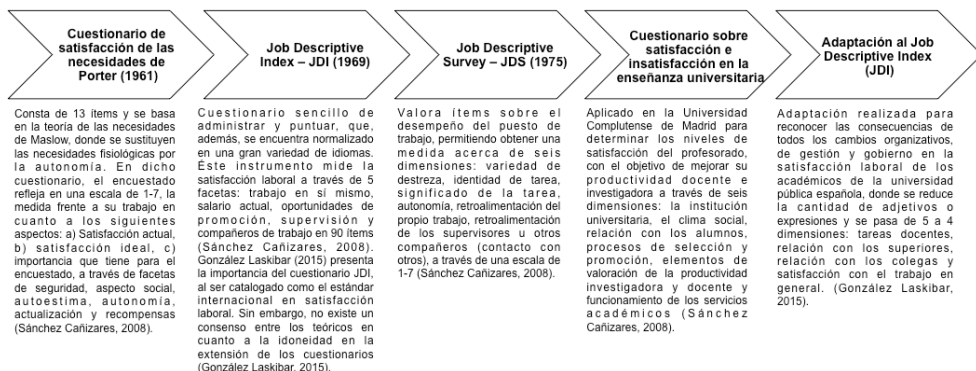 Cuestionario de
satisfacción de las
necesidades de
Porter (1961)
Consta de 13 ítems y se basa
en la teoría de las necesidades
de Maslow, donde se sustituyen
las necesidades fisiológicas por
la autonomía. En dicho
cuestionario, el encuestado
refleja en una escala de 1-7, la
medida frente a su trabajo en
cuanto a los siguientes
aspectos: a) Satisfacción actual,
b) satisfacción ideal, c)
importancia que tiene para el
encuestado, a través de facetas
de seguridad, aspecto social,
autoestima, autonomía,
actualización y recompensas
(Sánchez Cañizares, 2008).
Job Descriptive
Index – JDI (1969)
Cuestionario sencillo de
administrar y puntuar, que,
además, se encuentra normalizado
en una gran variedad de idiomas.
Éste instrumento mide la
satisfacción laboral a través de 5
facetas: trabajo en sí mismo,
salario actual, oportunidades de
promoción, supervisión y
compañeros de trabajo en 90 ítems
(Sánchez Cañizares, 2008).
González Laskibar (2015) presenta
la importancia del cuestionario JDI,
al ser catalogado como el estándar
internacional en satisfacción
laboral. Sin embargo, no existe un
consenso entre los teóricos en
cuanto a la idoneidad en la
extensión de los cuestionarios
(González Laskibar, 2015).
Job Descriptive
Survey – JDS (1975)
Valora ítems sobre el
desempeño del puesto de
trabajo, permitiendo obtener una
medida acerca de seis
dimensiones: variedad de
destreza, identidad de tarea,
significado de la tarea,
autonomía, retroalimentación del
propio trabajo, retroalimentación
de los supervisores u otros
compañeros (contacto con
otros), a través de una escala de
1-7 (Sánchez Cañizares, 2008).
Cuestionario sobre
satisfacción e
insatisfacción en la
enseñanza universitaria
Aplicado en la Universidad
Complutense de Madrid para
determinar los niveles de
satisfacción del profesorado,
con el objetivo de mejorar su
productividad docente e
investigadora a través de seis
dimensiones: la institución
universitaria, el clima social,
relación con los alumnos,
procesos de selección y
promoción, elementos de
valoración de la productividad
investigadora y docente y
funcionamiento de los servicios
académicos (Sánchez
Cañizares, 2008).
Adaptación al Job
Descriptive Index
(JDI)
Adaptación realizada para
reconocer las consecuencias de
todos los cambios organizativos,
de gestión y gobierno en la
satisfacción laboral de los
académicos de la universidad
pública española, donde se reduce
la cantidad de adjetivos o
expresiones y se pasa de 5 a 4
dimensiones: tareas docentes,
relación con los superiores,
relación con los colegas y
satisfacción con el trabajo en
general. (González Laskibar,
2015).